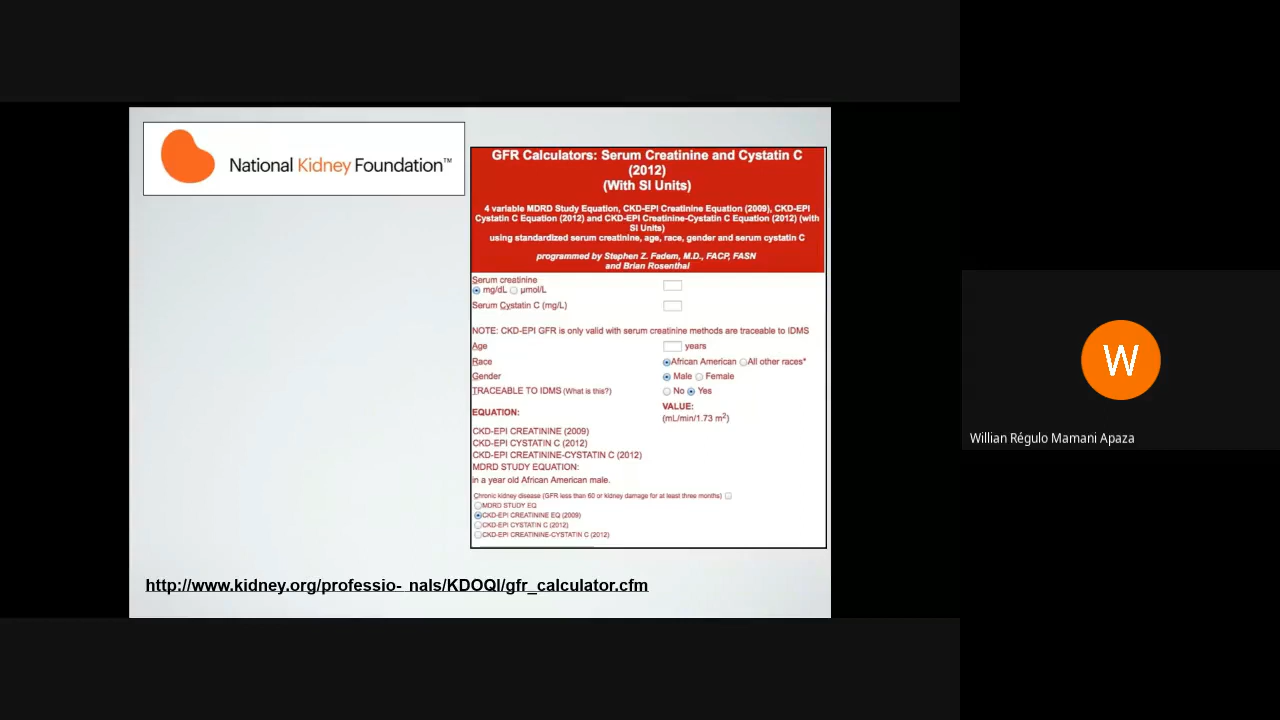 National Kidney Foundation™
GFR Calculators: Serum Creatinine and Cystatin C
(2012)
(With SI Units)
4 variable MDRD Study Equation, CKD-EPI Creatinine Equation (2009), CKD-EPI
Cystatin C Equation (2012) and CKD-EPI Creatinine-Cystatin C Equation (2012) (with
SI Units)
using standardized serum creatinine, age, race, gender and serum cystatin C
programmed by Stephen Z. Fadem, M.D., FACP, FASN
and Brian Rosenthal
Serum creatinine
mg/dL µmol/L
Serum Cystatin C (mg/L)
NOTE: CKD-EPI GFR is only valid with serum creatinine methods are traceable to IDMS
Age years
Race African American All other races*
Gender Male Female
TRACEABLE TO IDMS (What is this?) No Yes
EQUATION: VALUE:
(mL/min/1.73 m²)
CKD-EPI CREATININE (2009)
CKD-EPI CYSTATIN C (2012)
CKD-EPI CREATININE-CYSTATIN C (2012)
MDRD STUDY EQUATION:
in a year old African American male.
Chronic kidney disease (GFR less than 60 or kidney damage for at least three months)
MDRD STUDY EQ
CKD-EPI CREATININE EQ (2009)
CKD-EPI CYSTATIN C (2012)
CKD-EPI CREATININE-CYSTATIN C (2012)
http://www.kidney.org/professio- nals/KDOQI/gfr_calculator.cfm
W
Willian Régulo Mamani Apaza